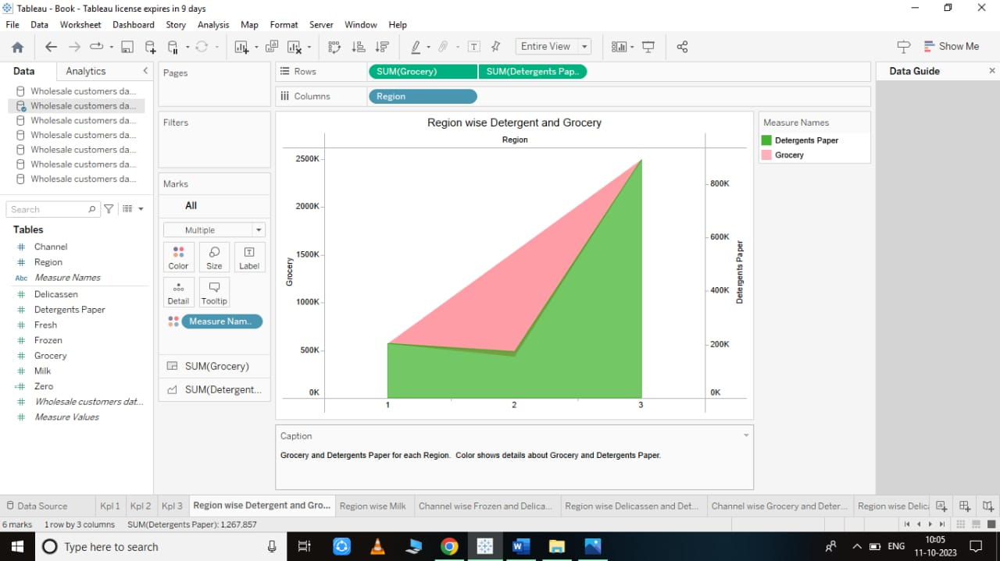 Tableau - Book - Tableau license expires in 9 days
File Data Worksheet Dashboard Story Analysis Map Format Server Window Help
Entire View
Show Me
Data Analytics
Wholesale customers da...
Wholesale customers da...
Wholesale customers da...
Wholesale customers da...
Wholesale customers da...
Wholesale customers da...
Wholesale customers da...
Search
Tables
Channel
Region
Abc Measure Names
Delicassen
Detergents Paper
Fresh
Frozen
Grocery
Milk
Zero
Wholesale customers dat...
Measure Values
Pages
Filters
Marks
All
Multiple
Color Size Label
Detail Tooltip
Measure Nam..
SUM(Grocery)
SUM(Detergent...
Rows SUM(Grocery) SUM(Detergents Pap..
Columns Region
Region wise Detergent and Grocery
Region
2500K
2000K
1500K
1000K
500K
0K
Grocery
800K
600K
400K
200K
0K
Detergents Paper
1 2 3
Caption
Grocery and Detergents Paper for each Region. Color shows details about Grocery and Detergents Paper.
Measure Names
Detergents Paper
Grocery
Data Guide
Data Source Kpl 1 Kpl 2 Kpl 3 Region wise Detergent and Gro... Region wise Milk Channel wise Frozen and Delica... Region wise Delicassen and Det... Channel wise Grocery and Deter... Region wise Delica
6 marks 1 row by 3 columns SUM(Detergents Paper): 1,267,857
Type here to search
ENG
10:05
11-10-2023